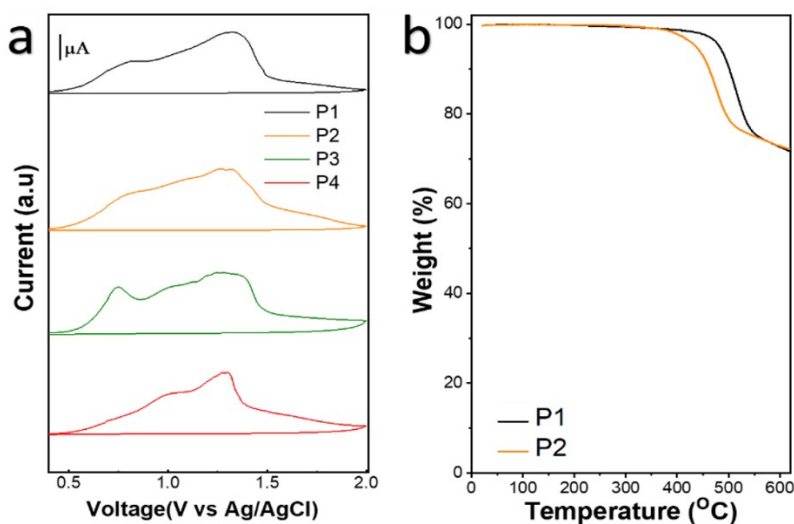 a
μA
P1
P2
P3
P4
Current (a.u)
0.5
1.0
1.5
2.0
Voltage(V vs Ag/AgCl)
b
100
80
60
40
20
0
Weight (%)
P1
P2
0
100
200
300
400
500
600
Temperature (°C)